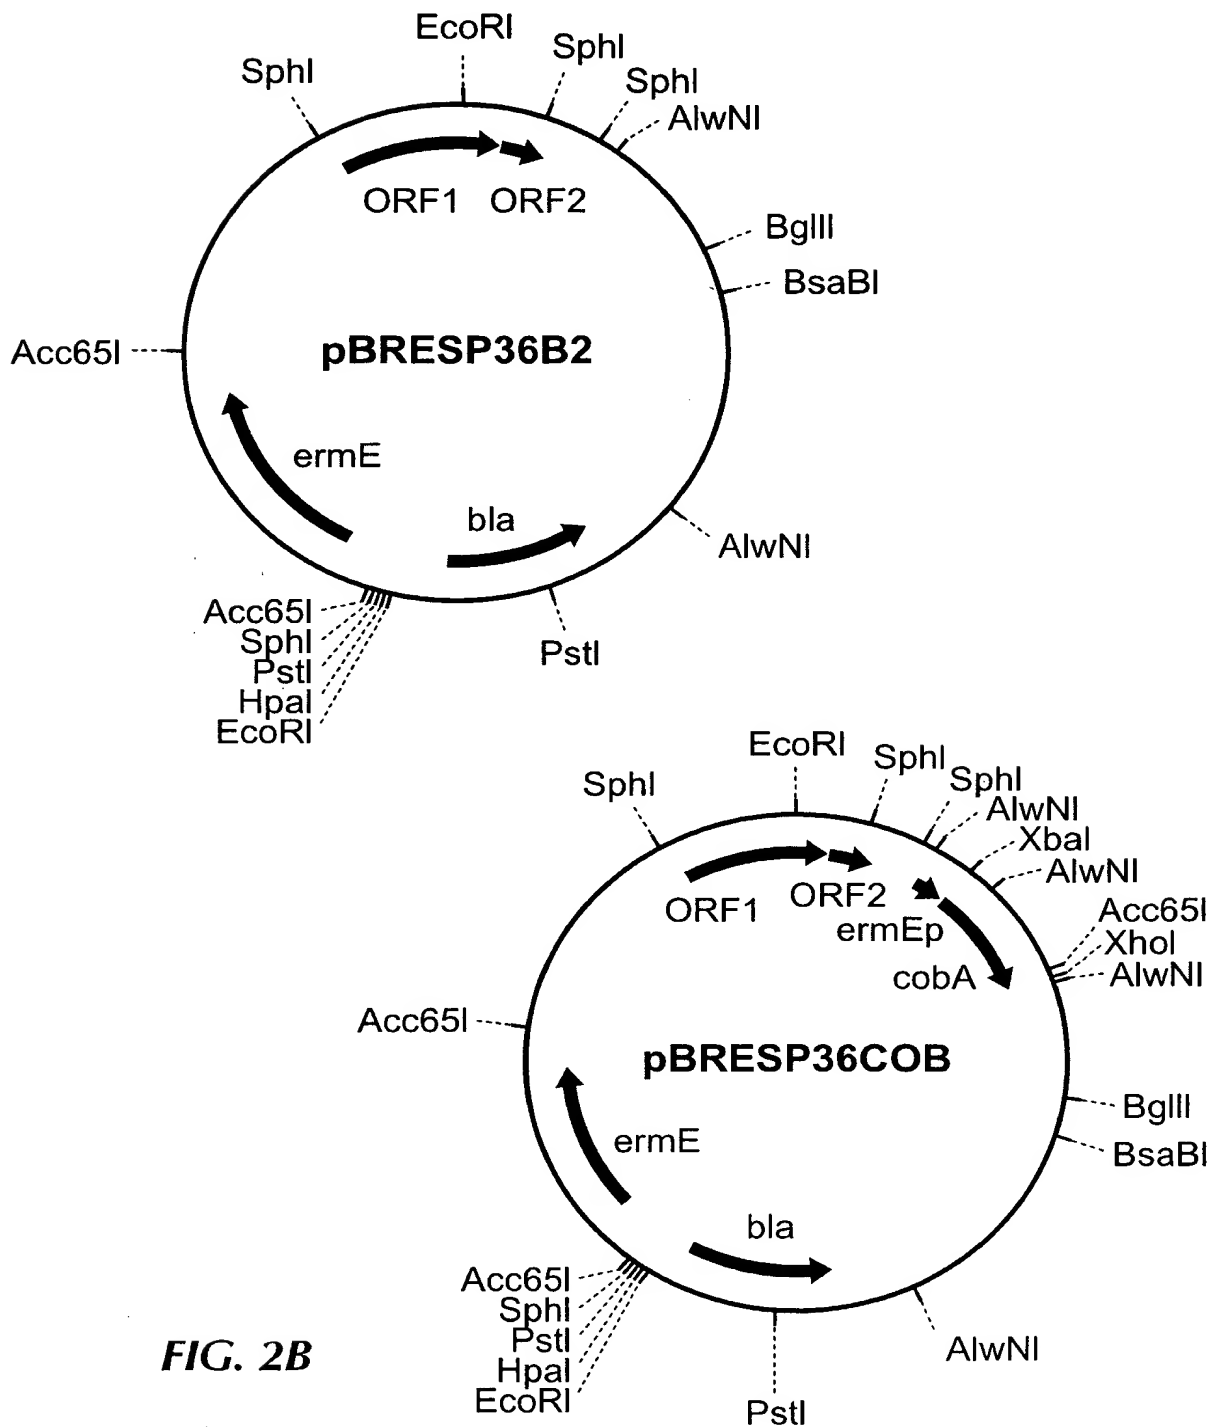 EcoRI
SphI
SphI
SphI
AlwNI
ORF1
ORF2
BglII
BsaBI
Acc65I
pBRESP36B2
ermE
bla
AlwNI
Acc65I
SphI
PstI
HpaI
EcoRI
PstI
EcoRI
SphI
SphI
SphI
AlwNI
XbaI
AlwNI
ORF1
ORF2
ermEp
Acc65I
XhoI
AlwNI
cobA
Acc65I
pBRESP36COB
BglII
BsaBI
ermE
bla
Acc65I
SphI
PstI
HpaI
EcoRI
AlwNI
PstI
FIG. 2B